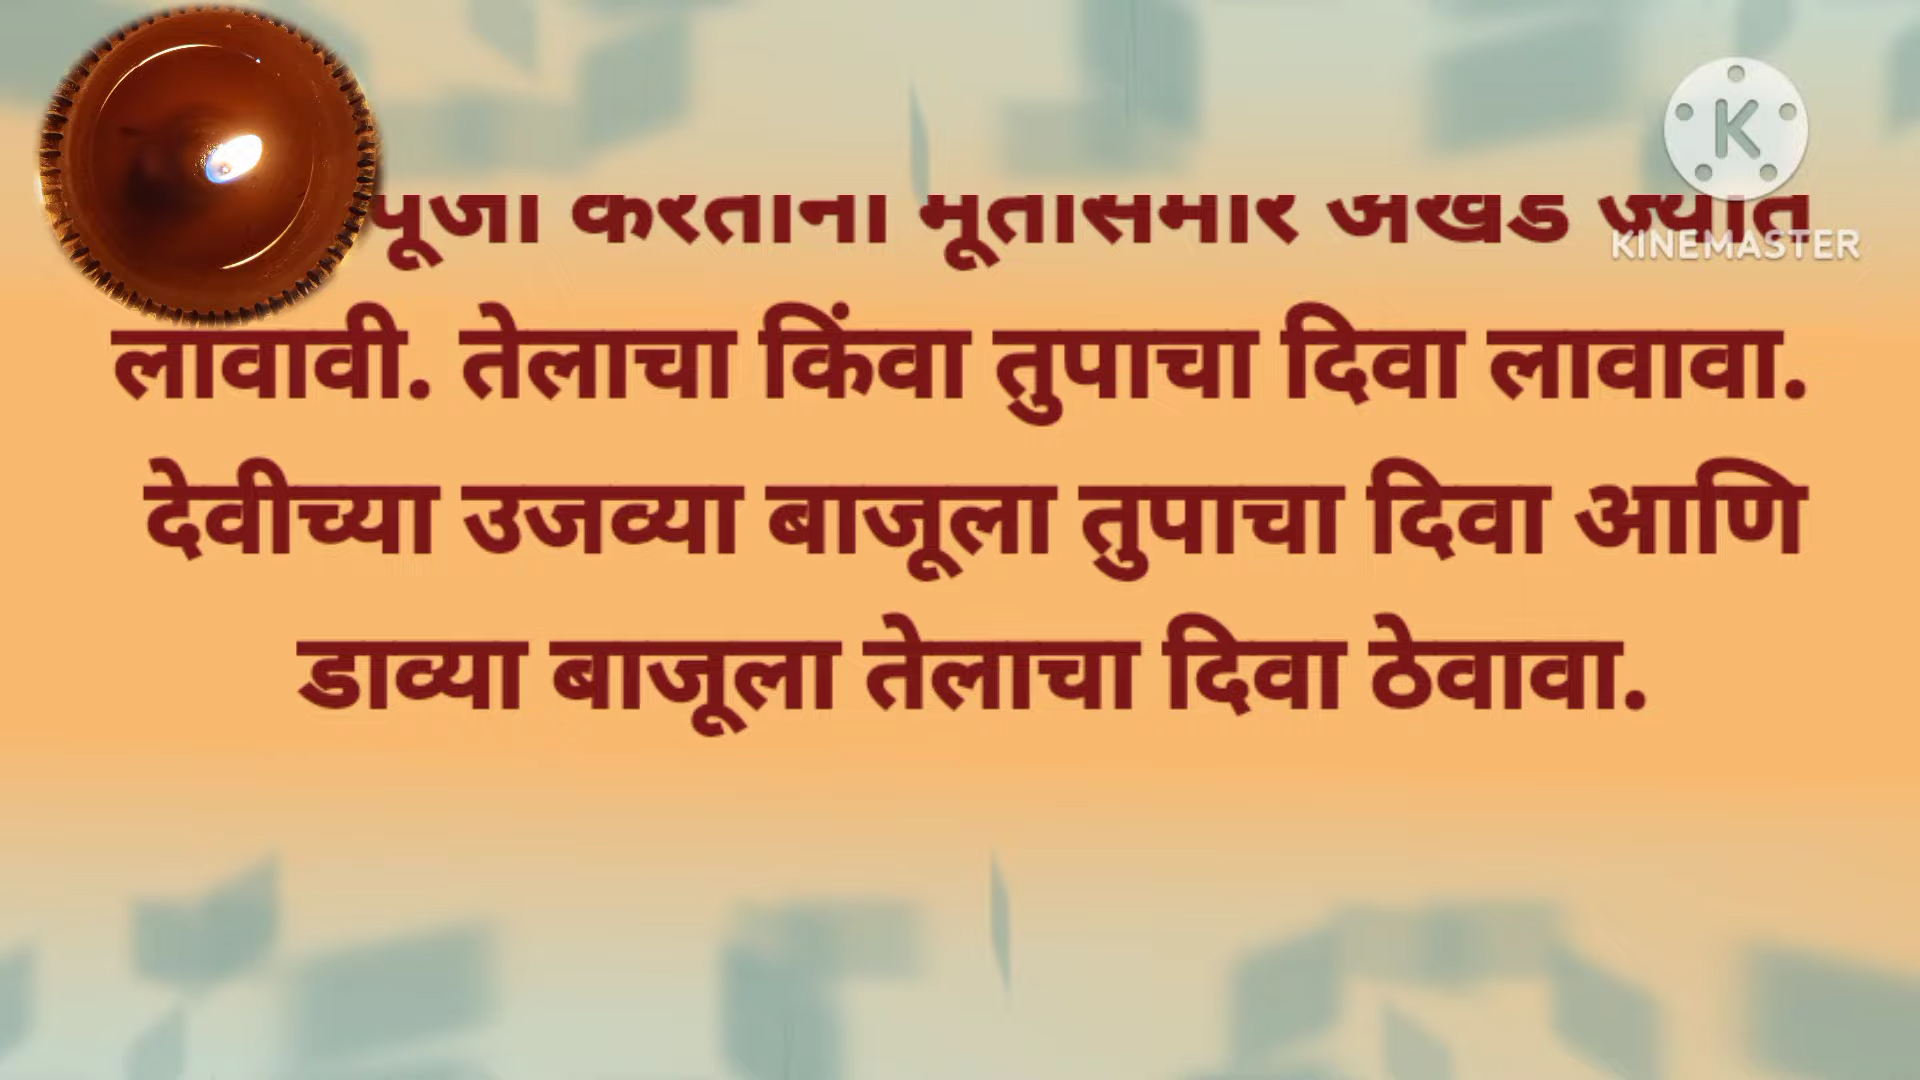 पूजा करताना मूर्तीसमोर अखंड ज्योत
KINEMASTER
लावावी. तेलाचा किंवा तुपाचा दिवा लावावा.
देवीच्या उजव्या बाजूला तुपाचा दिवा आणि
डाव्या बाजूला तेलाचा दिवा ठेवावा.